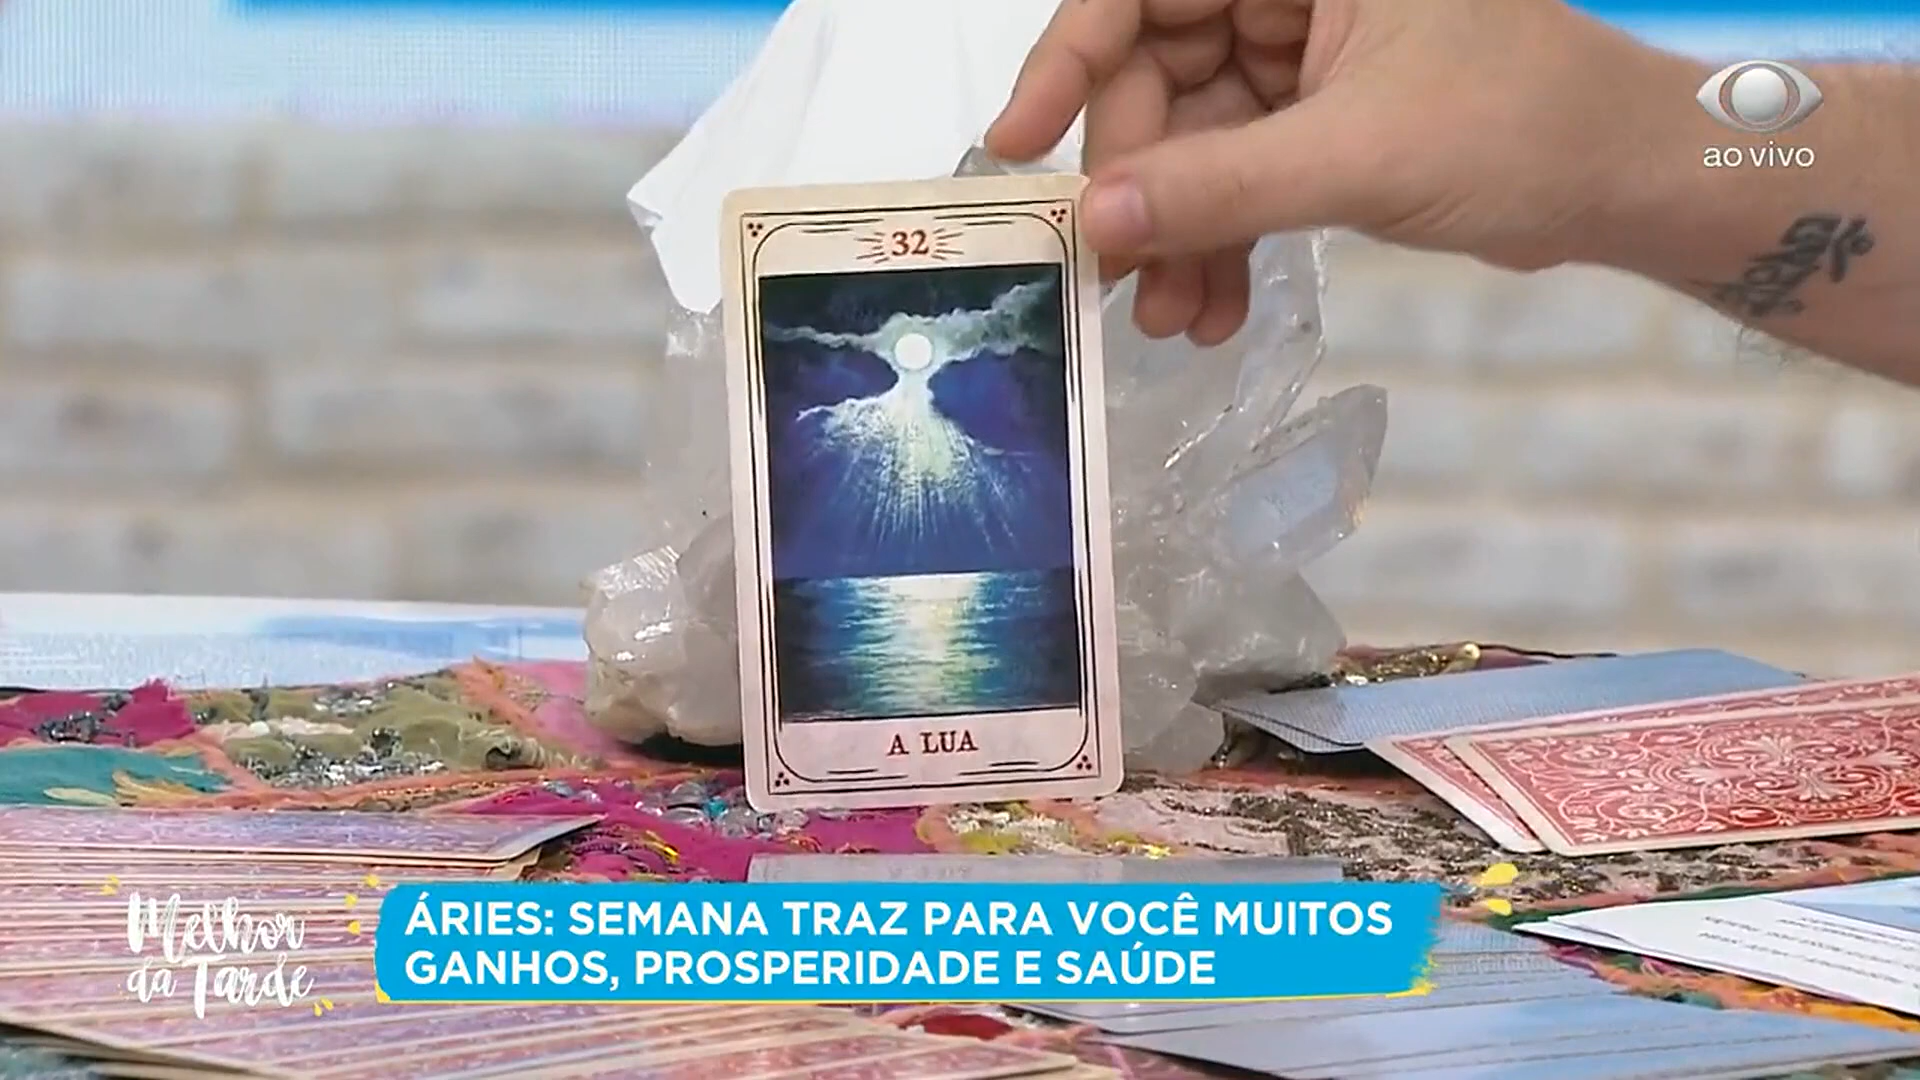 ao vivo
32
A LUA
Melhor
da Tarde
ÁRIES: SEMANA TRAZ PARA VOCÊ MUITOS
GANHOS, PROSPERIDADE E SAÚDE